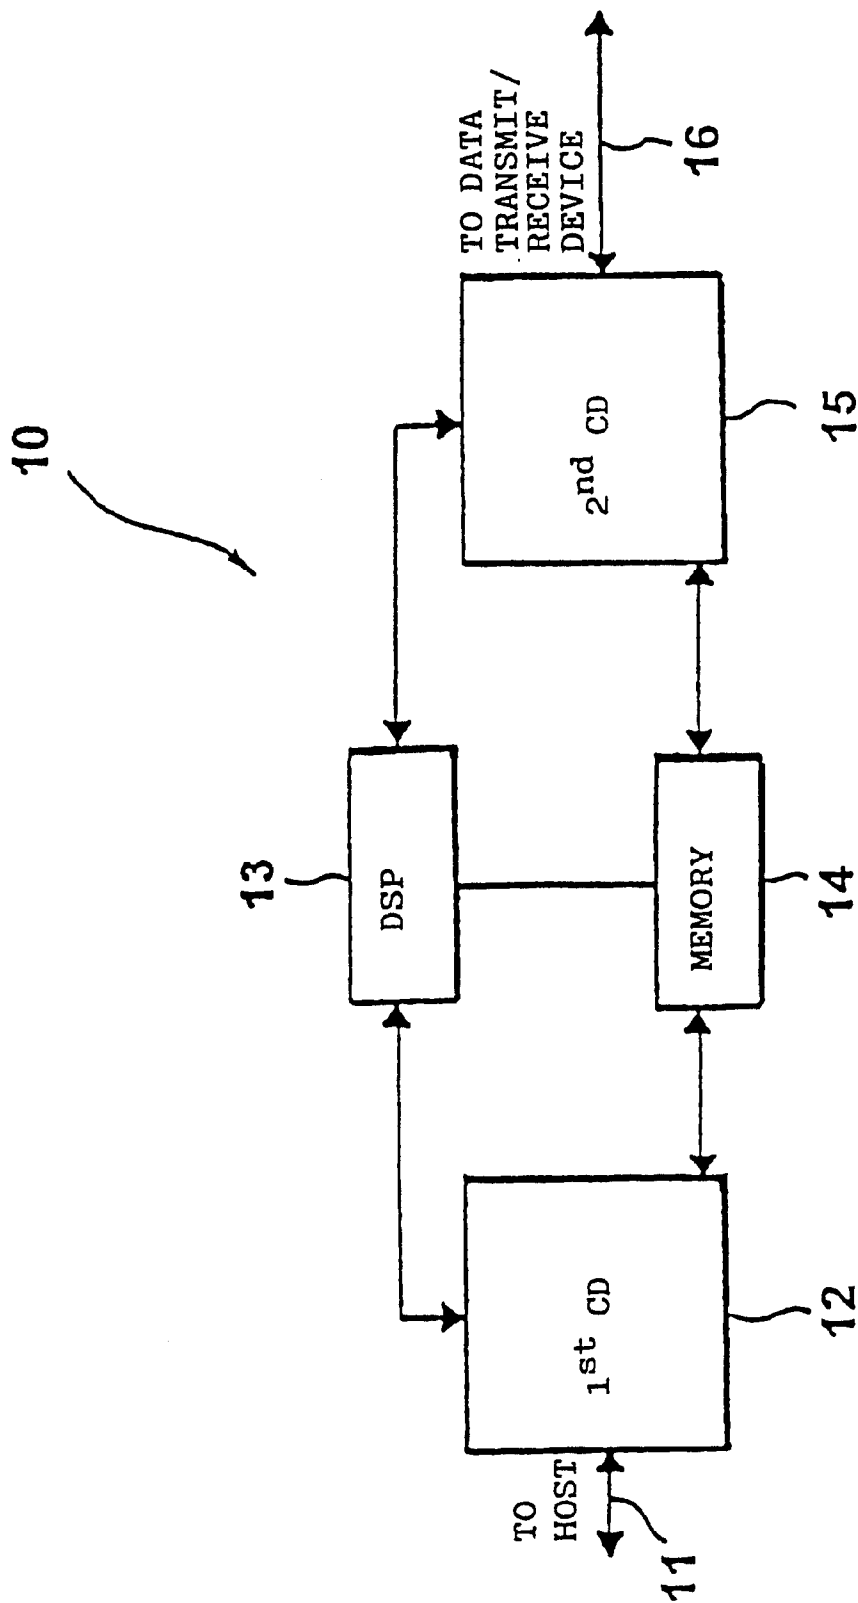 10
13
DSP
TO HOST
11
1st CD
12
MEMORY
14
2nd CD
15
TO DATA
TRANSMIT/
RECEIVE
DEVICE
16